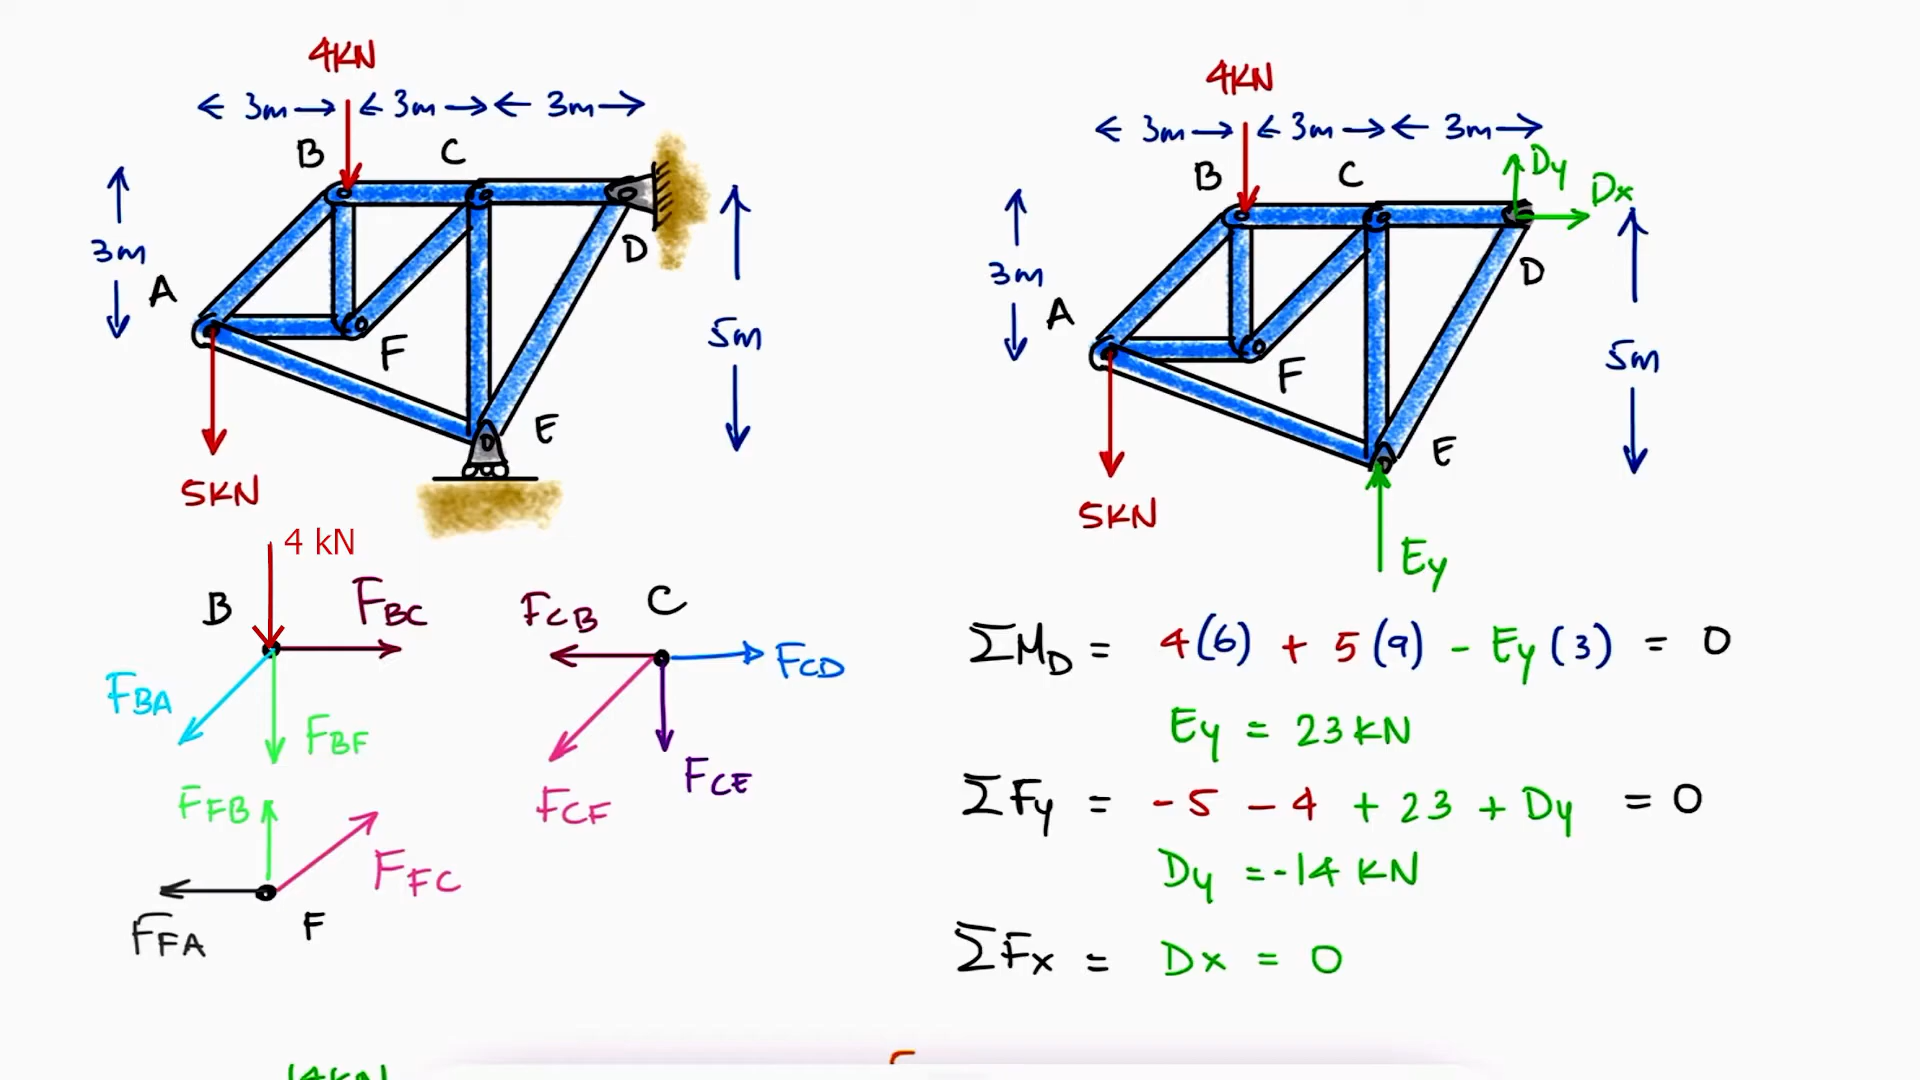 4KN
3m 3m 3m
B C
3m
A
D
F
5m
E
5KN
4KN
3m 3m 3m
Dy
Dx
B C
3m
A
D
F
5m
E
5KN
Ey
4 kN
B
FBC
FBA
FBF
FCB
C
FCD
FCF
FCE
FFB
FFC
FFA
F
ΣMD = 4(6) + 5(9) - Ey(3) = 0
Ey = 23KN
ΣFy = -5 - 4 + 23 + Dy = 0
Dy = -14 KN
ΣFx = Dx = 0
14KN